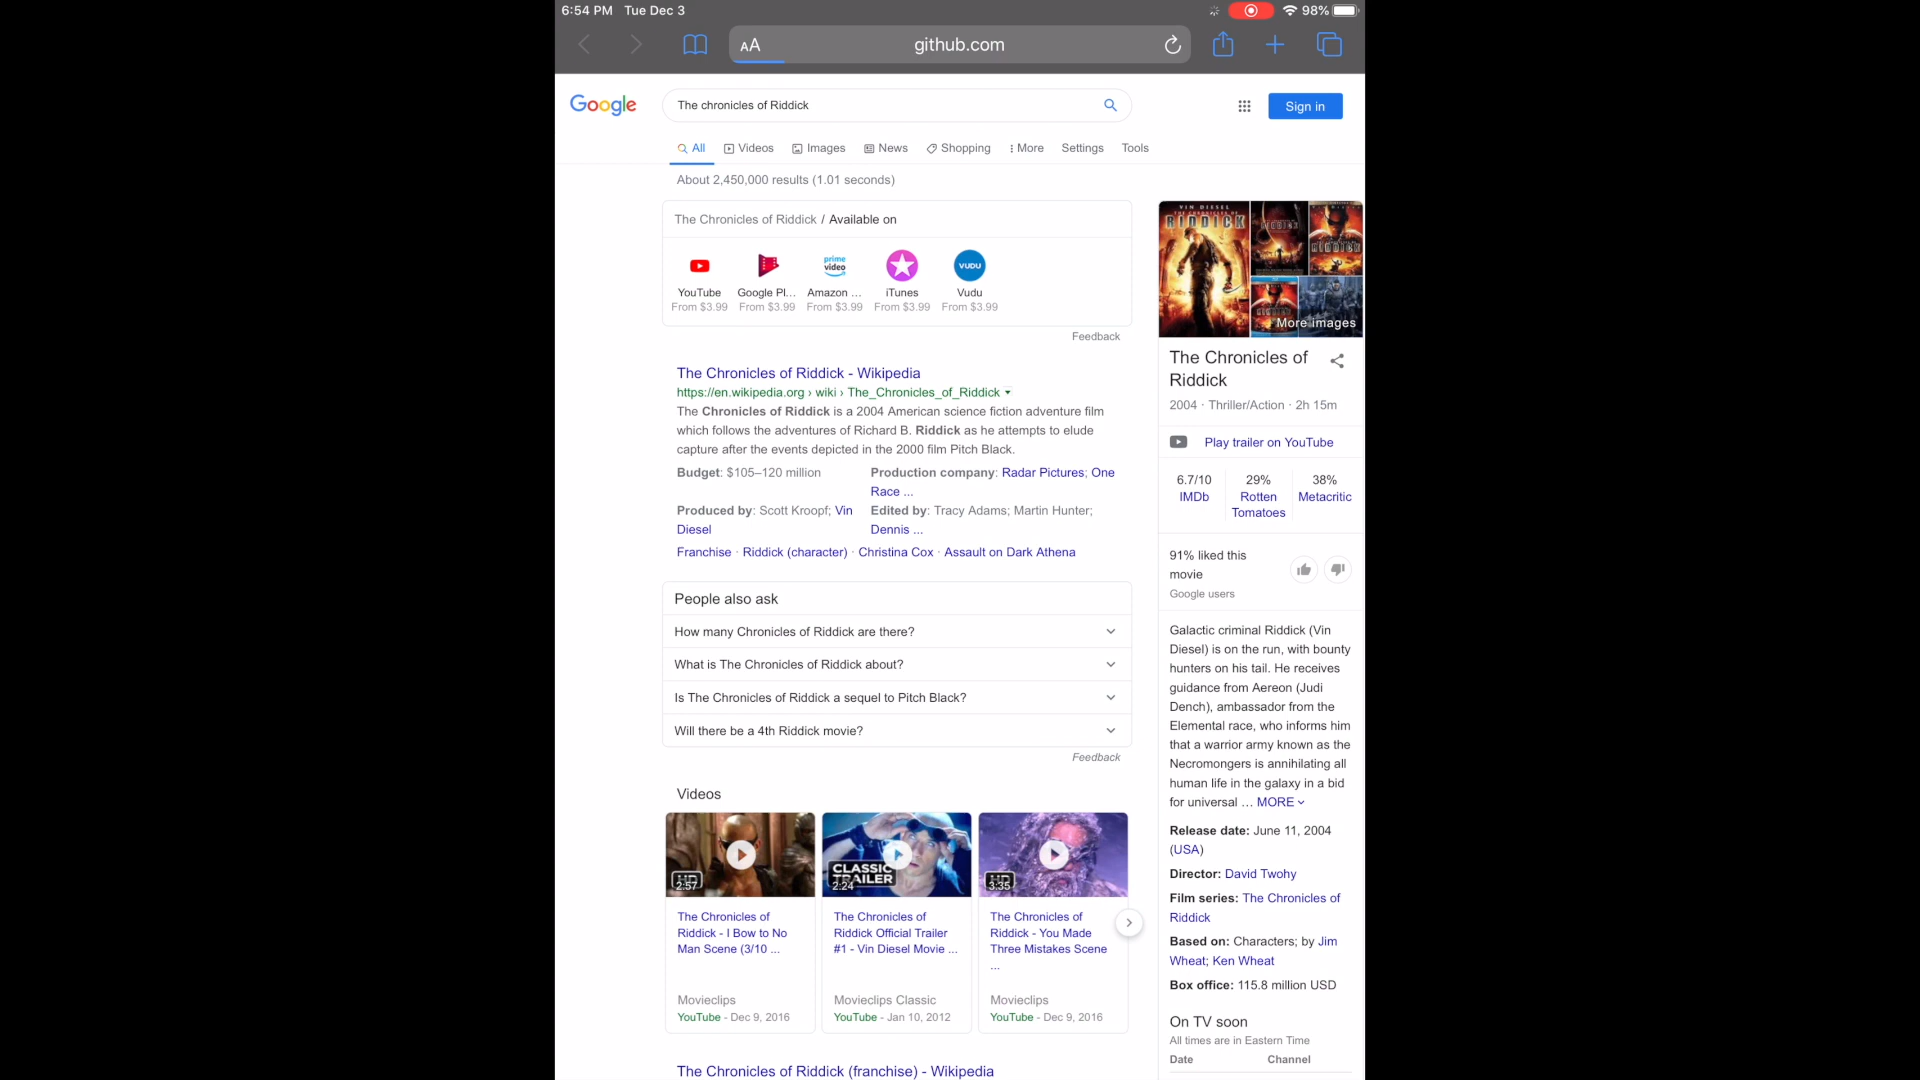 6:54 PM Tue Dec 3
98%
AA
github.com
Google
The chronicles of Riddick
Sign in
All
Videos
Images
News
Shopping
More
Settings
Tools
About 2,450,000 results (1.01 seconds)
The Chronicles of Riddick / Available on
prime
video
VUDU
YouTube
Google Pl...
Amazon ...
iTunes
Vudu
From $3.99
From $3.99
From $3.99
From $3.99
From $3.99
Feedback
The Chronicles of Riddick - Wikipedia
https://en.wikipedia.org › wiki › The_Chronicles_of_Riddick
The Chronicles of Riddick is a 2004 American science fiction adventure film
which follows the adventures of Richard B. Riddick as he attempts to elude
capture after the events depicted in the 2000 film Pitch Black.
Budget: $105–120 million
Production company: Radar Pictures; One
Race ...
Produced by: Scott Kroopf; Vin
Diesel
Edited by: Tracy Adams; Martin Hunter;
Dennis ...
Franchise · Riddick (character) · Christina Cox · Assault on Dark Athena
People also ask
How many Chronicles of Riddick are there?
What is The Chronicles of Riddick about?
Is The Chronicles of Riddick a sequel to Pitch Black?
Will there be a 4th Riddick movie?
Feedback
Videos
HD
2:57
CLASSIC
TRAILER
2:24
HD
3:35
The Chronicles of
Riddick - I Bow to No
Man Scene (3/10 ...
Movieclips
YouTube - Dec 9, 2016
The Chronicles of
Riddick Official Trailer
#1 - Vin Diesel Movie ...
Movieclips Classic
YouTube - Jan 10, 2012
The Chronicles of
Riddick - You Made
Three Mistakes Scene
...
Movieclips
YouTube - Dec 9, 2016
The Chronicles of Riddick (franchise) - Wikipedia
VIN DIESEL
RIDDICK
RIDDICK
RIDDICK
RIDDICK
More images
The Chronicles of
Riddick
2004 · Thriller/Action · 2h 15m
Play trailer on YouTube
6.7/10
IMDb
29%
Rotten
Tomatoes
38%
Metacritic
91% liked this
movie
Google users
Galactic criminal Riddick (Vin
Diesel) is on the run, with bounty
hunters on his tail. He receives
guidance from Aereon (Judi
Dench), ambassador from the
Elemental race, who informs him
that a warrior army known as the
Necromongers is annihilating all
human life in the galaxy in a bid
for universal ... MORE
Release date: June 11, 2004
(USA)
Director: David Twohy
Film series: The Chronicles of
Riddick
Based on: Characters; by Jim
Wheat; Ken Wheat
Box office: 115.8 million USD
On TV soon
All times are in Eastern Time
Date
Channel